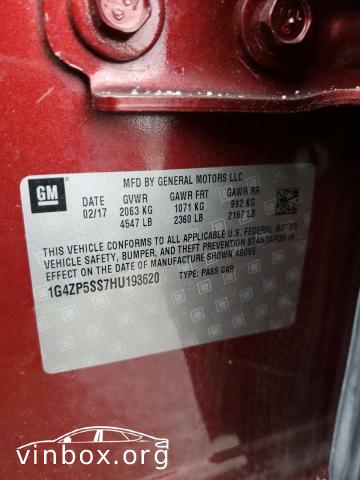 GM
MFD BY GENERAL MOTORS LLC
DATE GVWR GAWR FRT GAWR RR
02/17 2063 KG 1071 KG 992 KG
4547 LB 2360 LB 2187 LB
THIS VEHICLE CONFORMS TO ALL APPLICABLE U.S. FEDERAL MOTOR
VEHICLE SAFETY, BUMPER, AND THEFT PREVENTION STANDARDS IN
EFFECT ON THE DATE OF MANUFACTURE SHOWN ABOVE.
1G4ZP5SS7HU193620 TYPE: PASS CAR
vinbox.org